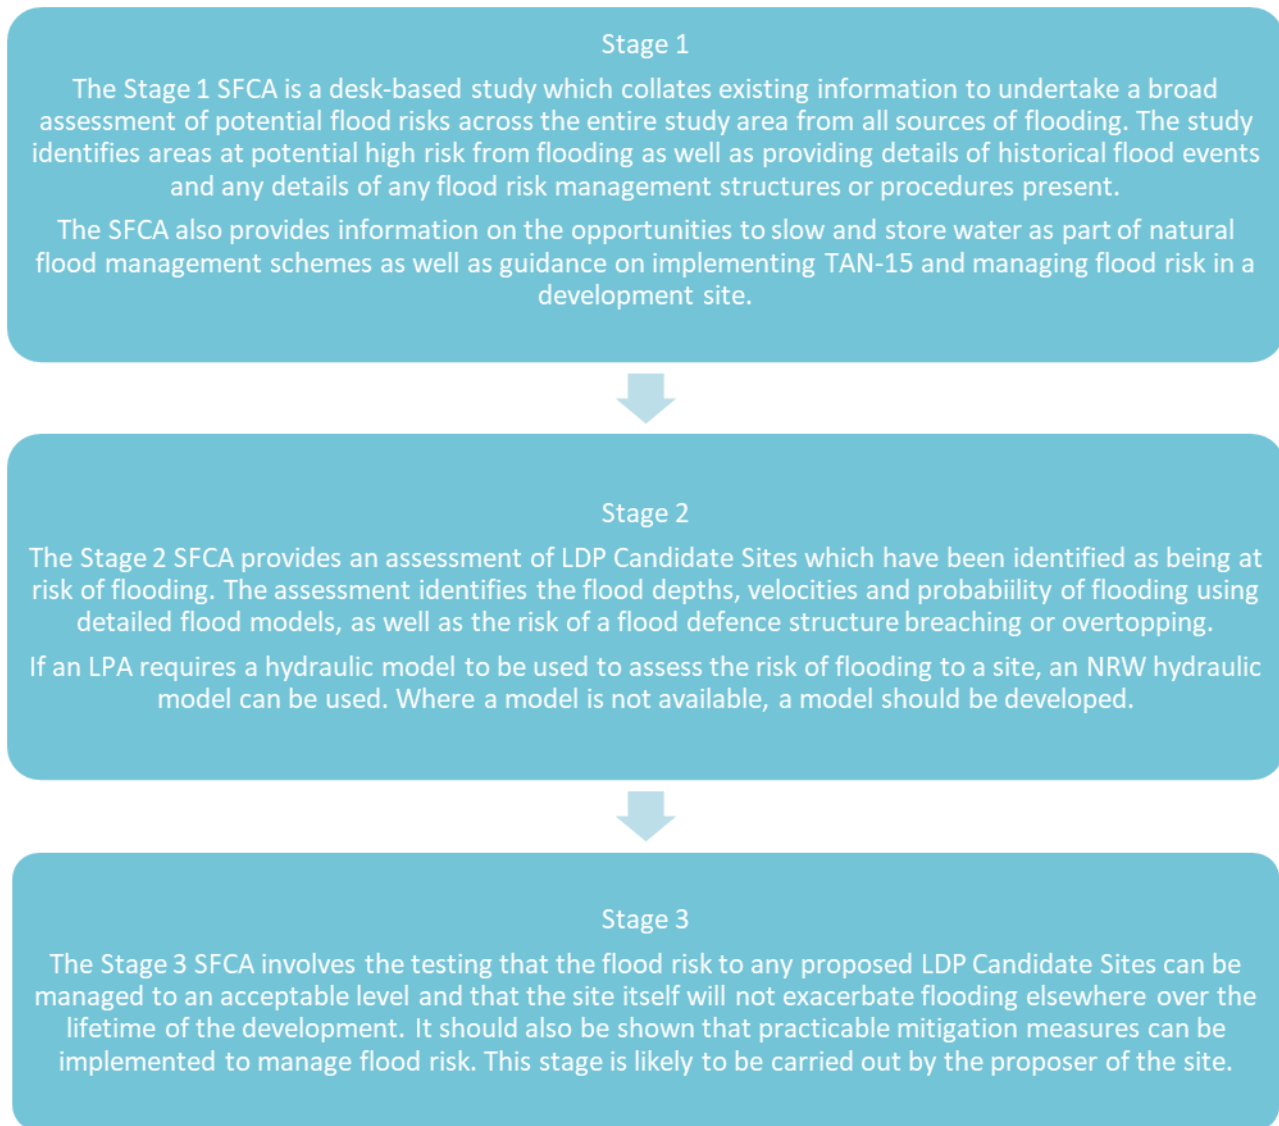 Stage 1
The Stage 1 SFCA is a desk-based study which collates existing information to undertake a broad
assessment of potential flood risks across the entire study area from all sources of flooding. The study
identifies areas at potential high risk from flooding as well as providing details of historical flood events
and any details of any flood risk management structures or procedures present.
The SFCA also provides information on the opportunities to slow and store water as part of natural
flood management schemes as well as guidance on implementing TAN-15 and managing flood risk in a
development site.
Stage 2
The Stage 2 SFCA provides an assessment of LDP Candidate Sites which have been identified as being at
risk of flooding. The assessment identifies the flood depths, velocities and probabiility of flooding using
detailed flood models, as well as the risk of a flood defence structure breaching or overtopping.
If an LPA requires a hydraulic model to be used to assess the risk of flooding to a site, an NRW hydraulic
model can be used. Where a model is not available, a model should be developed.
Stage 3
The Stage 3 SFCA involves the testing that the flood risk to any proposed LDP Candidate Sites can be
managed to an acceptable level and that the site itself will not exacerbate flooding elsewhere over the
lifetime of the development. It should also be shown that practicable mitigation measures can be
implemented to manage flood risk. This stage is likely to be carried out by the proposer of the site.